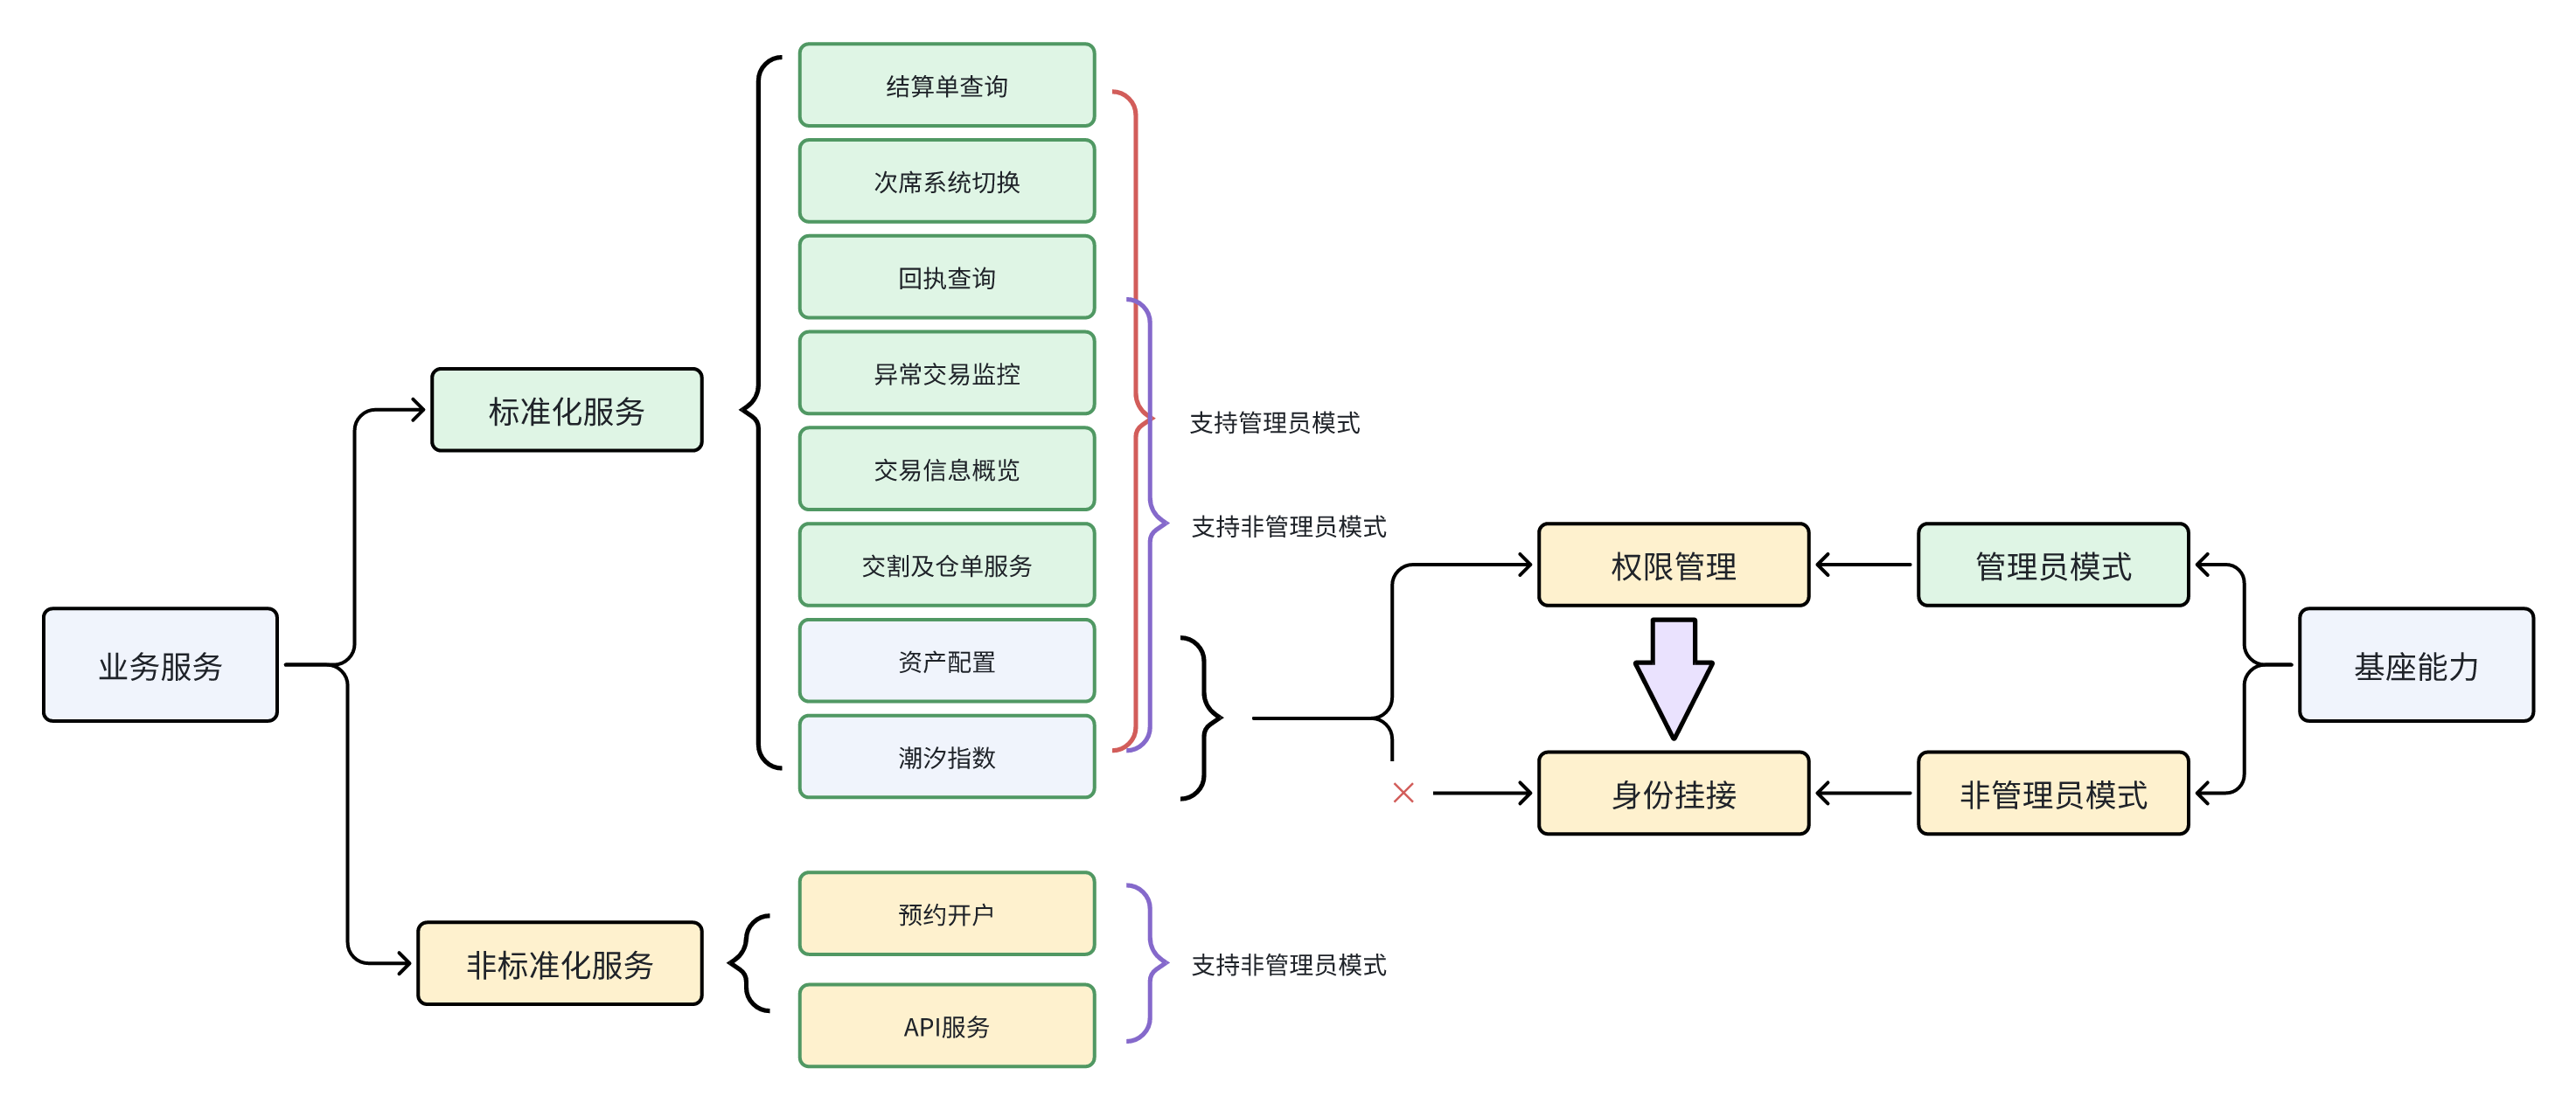 业务服务
标准化服务
非标准化服务
结算单查询
次席系统切换
回执查询
异常交易监控
交易信息概览
交割及仓单服务
资产配置
潮汐指数
预约开户
API服务
支持管理员模式
支持非管理员模式
支持非管理员模式
权限管理
身份挂接
管理员模式
非管理员模式
基座能力